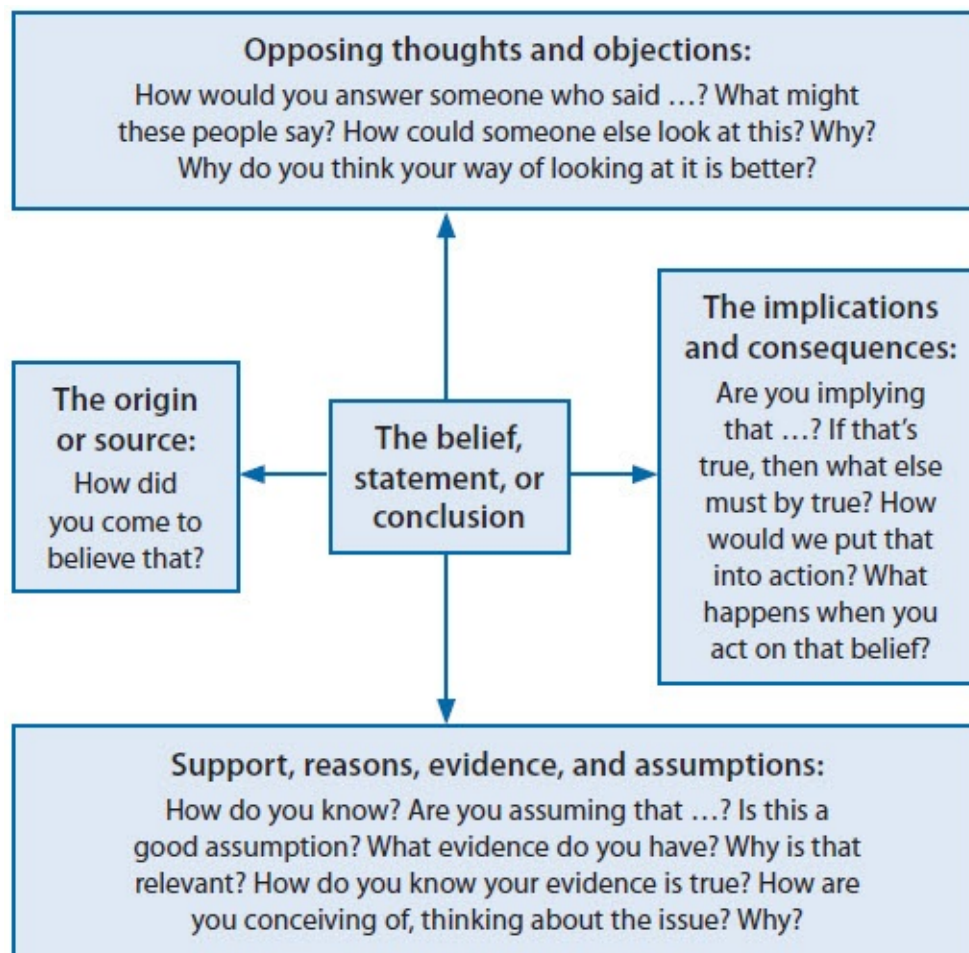 Opposing thoughts and objections:
How would you answer someone who said …? What might
these people say? How could someone else look at this? Why?
Why do you think your way of looking at it is better?
The origin
or source:
How did
you come to
believe that?
The belief,
statement, or
conclusion
The implications
and consequences:
Are you implying
that …? If that’s
true, then what else
must by true? How
would we put that
into action? What
happens when you
act on that belief?
Support, reasons, evidence, and assumptions:
How do you know? Are you assuming that …? Is this a
good assumption? What evidence do you have? Why is that
relevant? How do you know your evidence is true? How are
you conceiving of, thinking about the issue? Why?